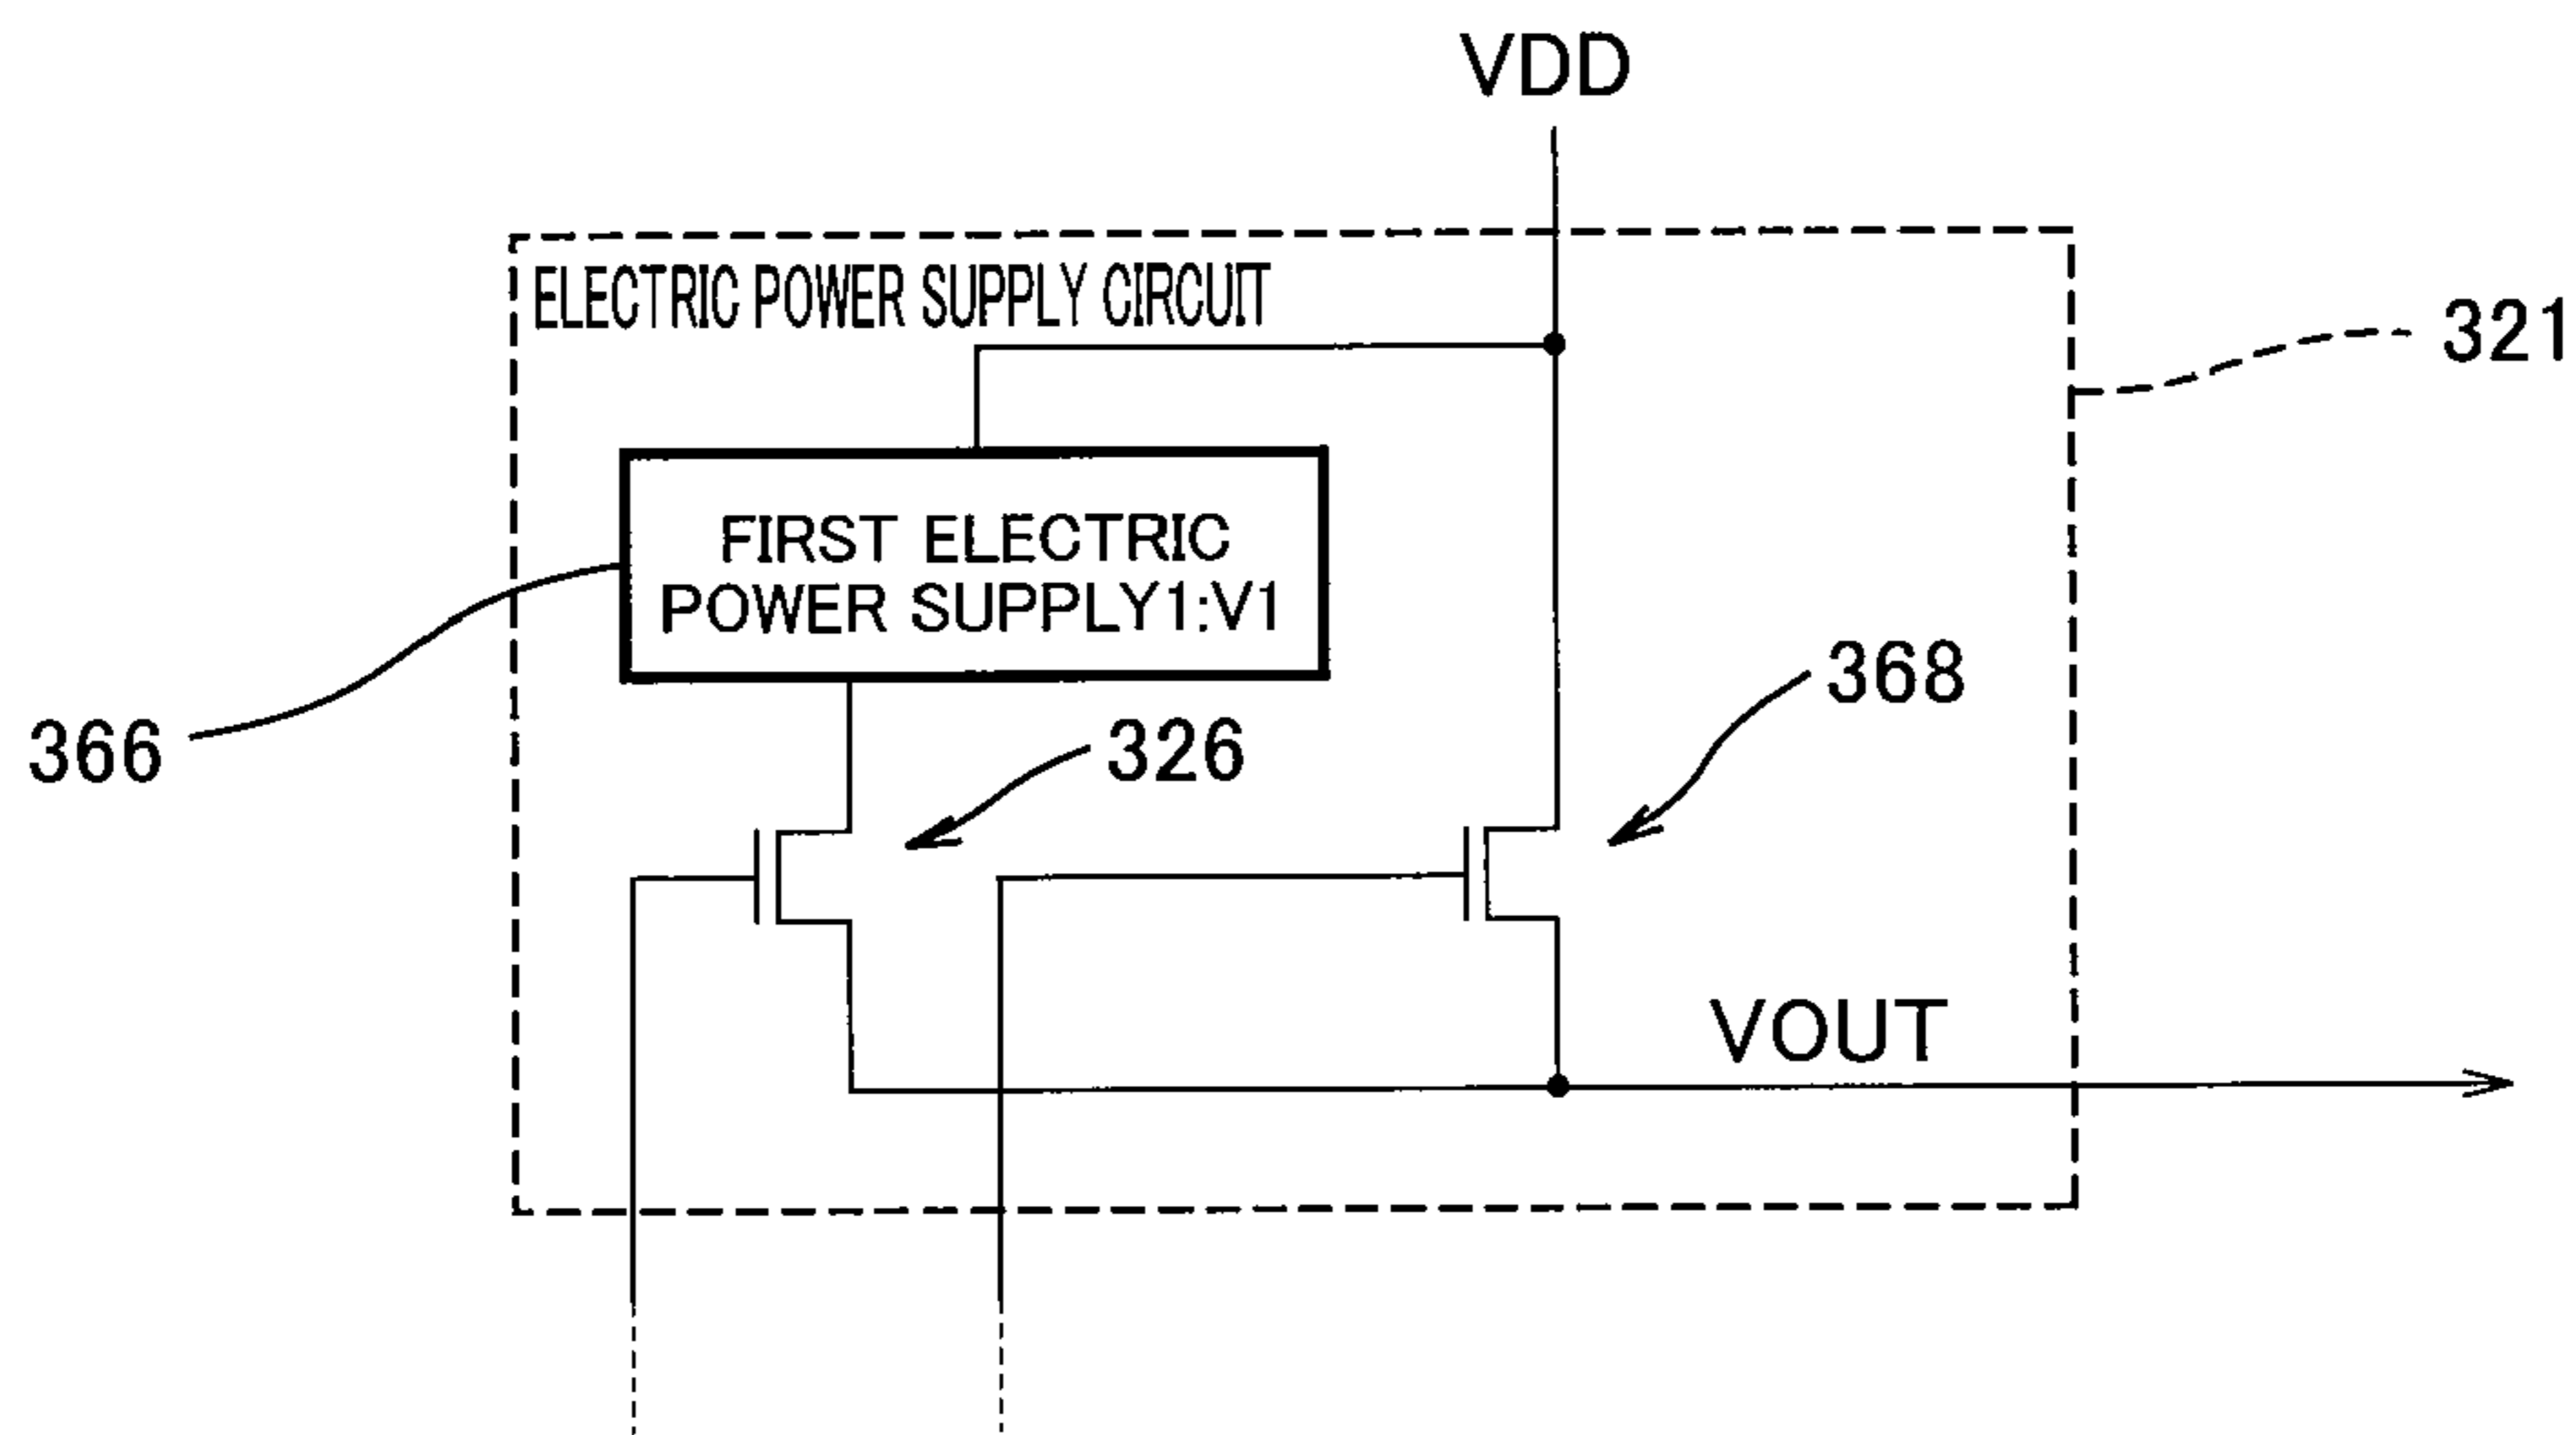 VDD
ELECTRIC POWER SUPPLY CIRCUIT
321
FIRST ELECTRIC
POWER SUPPLY1:V1
368
366
326
VOUT